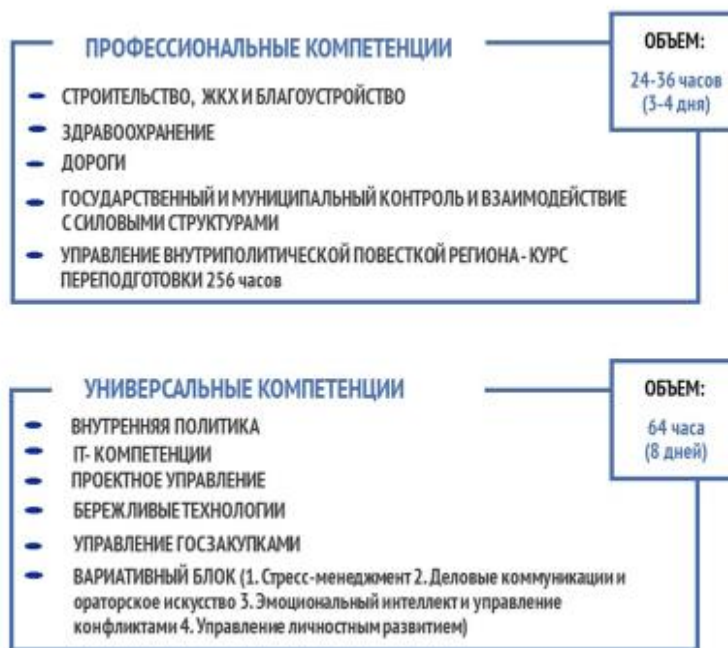 ПРОФЕССИОНАЛЬНЫЕ КОМПЕТЕНЦИИ
ОБЪЕМ:
24-36 часов
(3-4 дня)
СТРОИТЕЛЬСТВО, ЖКХ И БЛАГОУСТРОЙСТВО
ЗДРАВООХРАНЕНИЕ
ДОРОГИ
ГОСУДАРСТВЕННЫЙ И МУНИЦИПАЛЬНЫЙ КОНТРОЛЬ И ВЗАИМОДЕЙСТВИЕ
С СИЛОВЫМИ СТРУКТУРАМИ
УПРАВЛЕНИЕ ВНУТРИПОЛИТИЧЕСКОЙ ПОВЕСТКОЙ РЕГИОНА - КУРС
ПЕРЕПОДГОТОВКИ 256 часов
УНИВЕРСАЛЬНЫЕ КОМПЕТЕНЦИИ
ОБЪЕМ:
64 часа
(8 дней)
ВНУТРЕННЯЯ ПОЛИТИКА
IT- КОМПЕТЕНЦИИ
ПРОЕКТНОЕ УПРАВЛЕНИЕ
БЕРЕЖЛИВЫЕ ТЕХНОЛОГИИ
УПРАВЛЕНИЕ ГОСЗАКУПКАМИ
ВАРИАТИВНЫЙ БЛОК (1. Стресс-менеджмент 2. Деловые коммуникации и
ораторское искусство 3. Эмоциональный интеллект и управление
конфликтами 4. Управление личностным развитием)